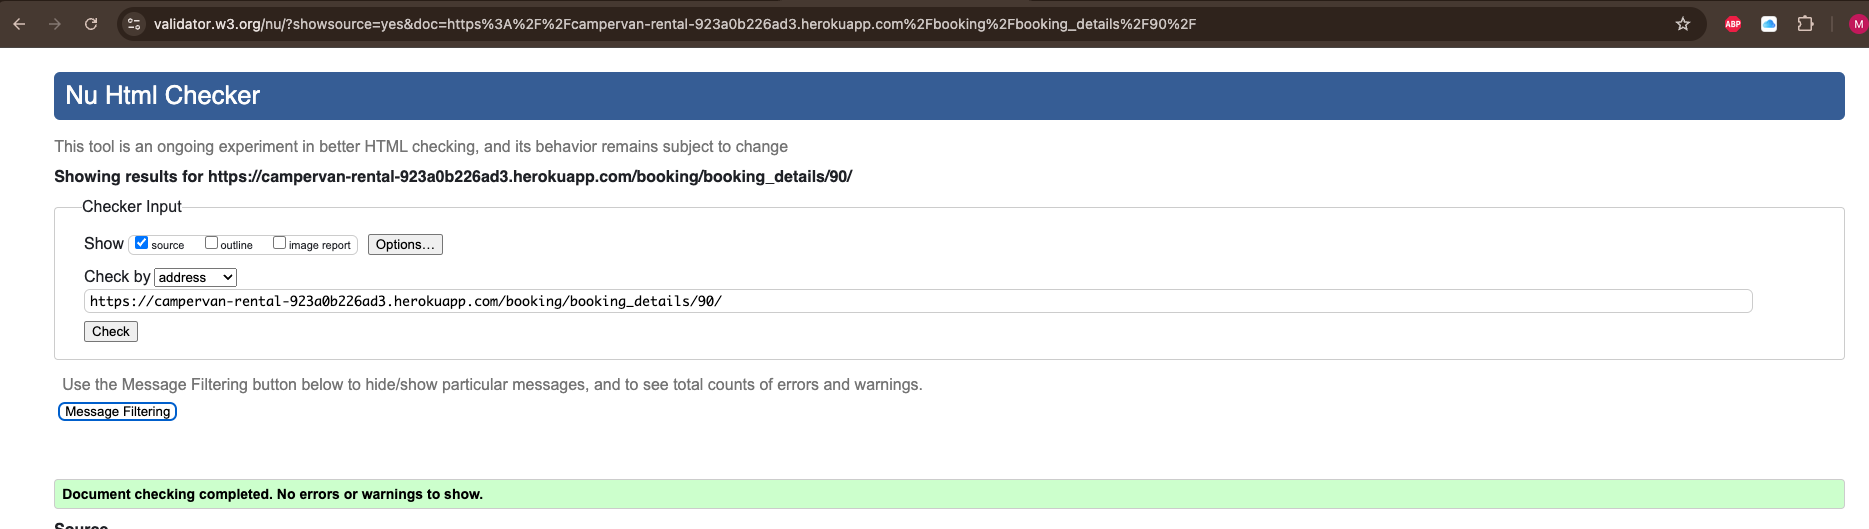 validator.w3.org/nu/?showsource=yes&doc=https%3A%2F%2Fcampervan-rental-923a0b226ad3.herokuapp.com%2Fbooking%2Fbooking_details%2F90%2F
ABP
M
Nu Html Checker
This tool is an ongoing experiment in better HTML checking, and its behavior remains subject to change
Showing results for https://campervan-rental-923a0b226ad3.herokuapp.com/booking/booking_details/90/
Checker Input
Show source outline image report Options...
Check by address
https://campervan-rental-923a0b226ad3.herokuapp.com/booking/booking_details/90/
Check
Use the Message Filtering button below to hide/show particular messages, and to see total counts of errors and warnings.
Message Filtering
Document checking completed. No errors or warnings to show.
Source